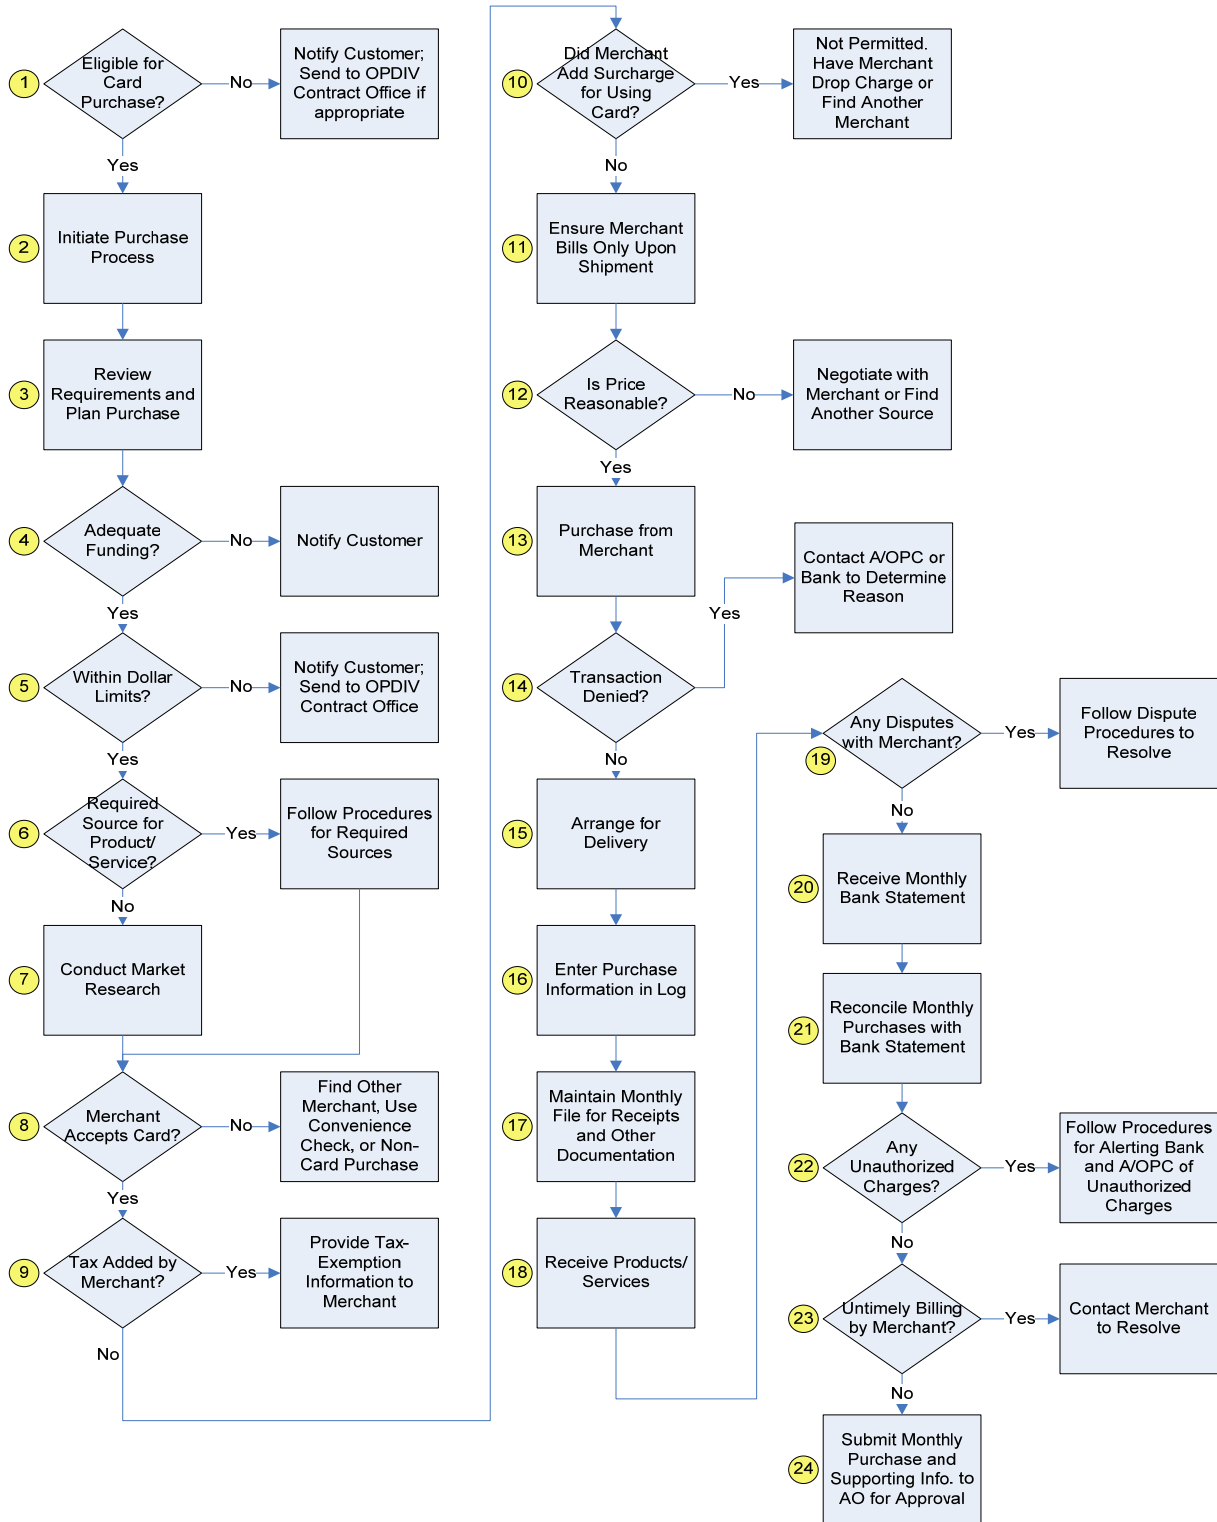 1
Eligible for
Card
Purchase?
No
Notify Customer;
Send to OPDIV
Contract Office if
appropriate
Yes
2
Initiate Purchase
Process
3
Review
Requirements and
Plan Purchase
4
Adequate
Funding?
No
Notify Customer
Yes
5
Within Dollar
Limits?
No
Notify Customer;
Send to OPDIV
Contract Office
Yes
6
Required
Source for
Product/
Service?
Yes
Follow Procedures
for Required
Sources
No
7
Conduct Market
Research
8
Merchant
Accepts Card?
No
Find Other
Merchant, Use
Convenience
Check, or Non-
Card Purchase
Yes
9
Tax Added by
Merchant?
Yes
Provide Tax-
Exemption
Information to
Merchant
No
10
Did Merchant
Add Surcharge
for Using
Card?
Yes
Not Permitted.
Have Merchant
Drop Charge or
Find Another
Merchant
No
11
Ensure Merchant
Bills Only Upon
Shipment
12
Is Price
Reasonable?
No
Negotiate with
Merchant or Find
Another Source
Yes
13
Purchase from
Merchant
14
Transaction
Denied?
Yes
Contact A/OPC or
Bank to Determine
Reason
No
15
Arrange for
Delivery
16
Enter Purchase
Information in Log
17
Maintain Monthly
File for Receipts
and Other
Documentation
18
Receive Products/
Services
19
Any Disputes
with Merchant?
Yes
Follow Dispute
Procedures to
Resolve
No
20
Receive Monthly
Bank Statement
21
Reconcile Monthly
Purchases with
Bank Statement
22
Any
Unauthorized
Charges?
Yes
Follow Procedures
for Alerting Bank
and A/OPC of
Unauthorized
Charges
No
23
Untimely Billing
by Merchant?
Yes
Contact Merchant
to Resolve
No
24
Submit Monthly
Purchase and
Supporting Info. to
AO for Approval